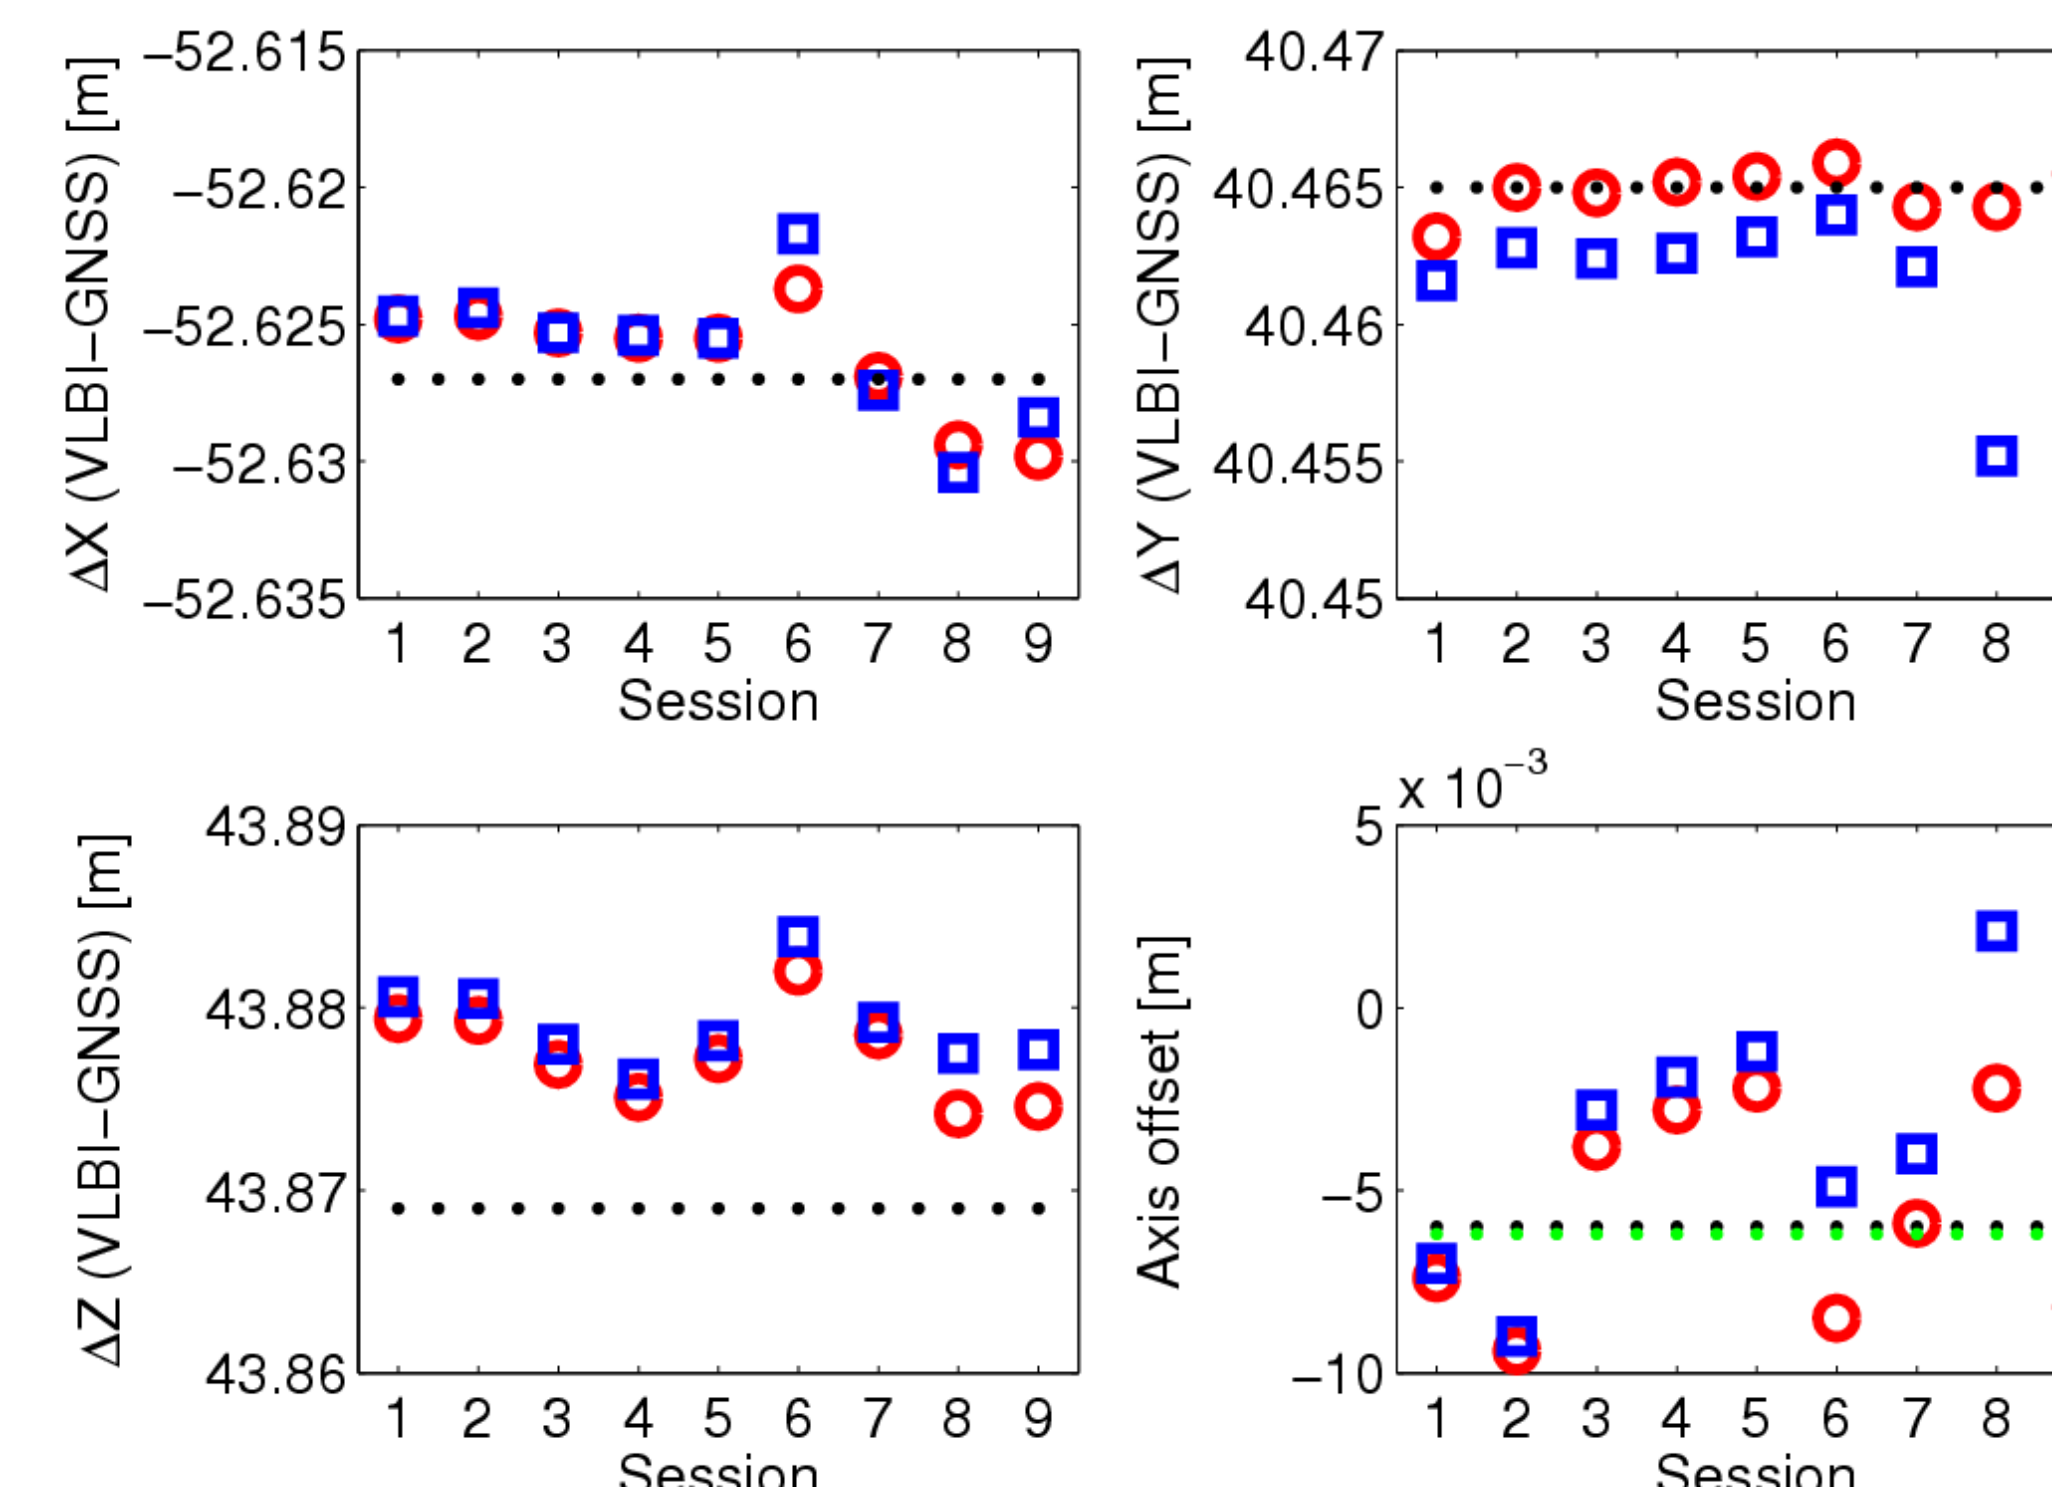 ΔX (VLBI−GNSS) [m]
−52.615
−52.62
−52.625
−52.63
−52.635
1 2 3 4 5 6 7 8 9
Session
ΔY (VLBI−GNSS) [m]
40.47
40.465
40.46
40.455
40.45
1 2 3 4 5 6 7 8
Session
ΔZ (VLBI−GNSS) [m]
43.89
43.88
43.87
43.86
1 2 3 4 5 6 7 8 9
Session
x 10⁻³
Axis offset [m]
5
0
−5
−10
1 2 3 4 5 6 7 8
Session